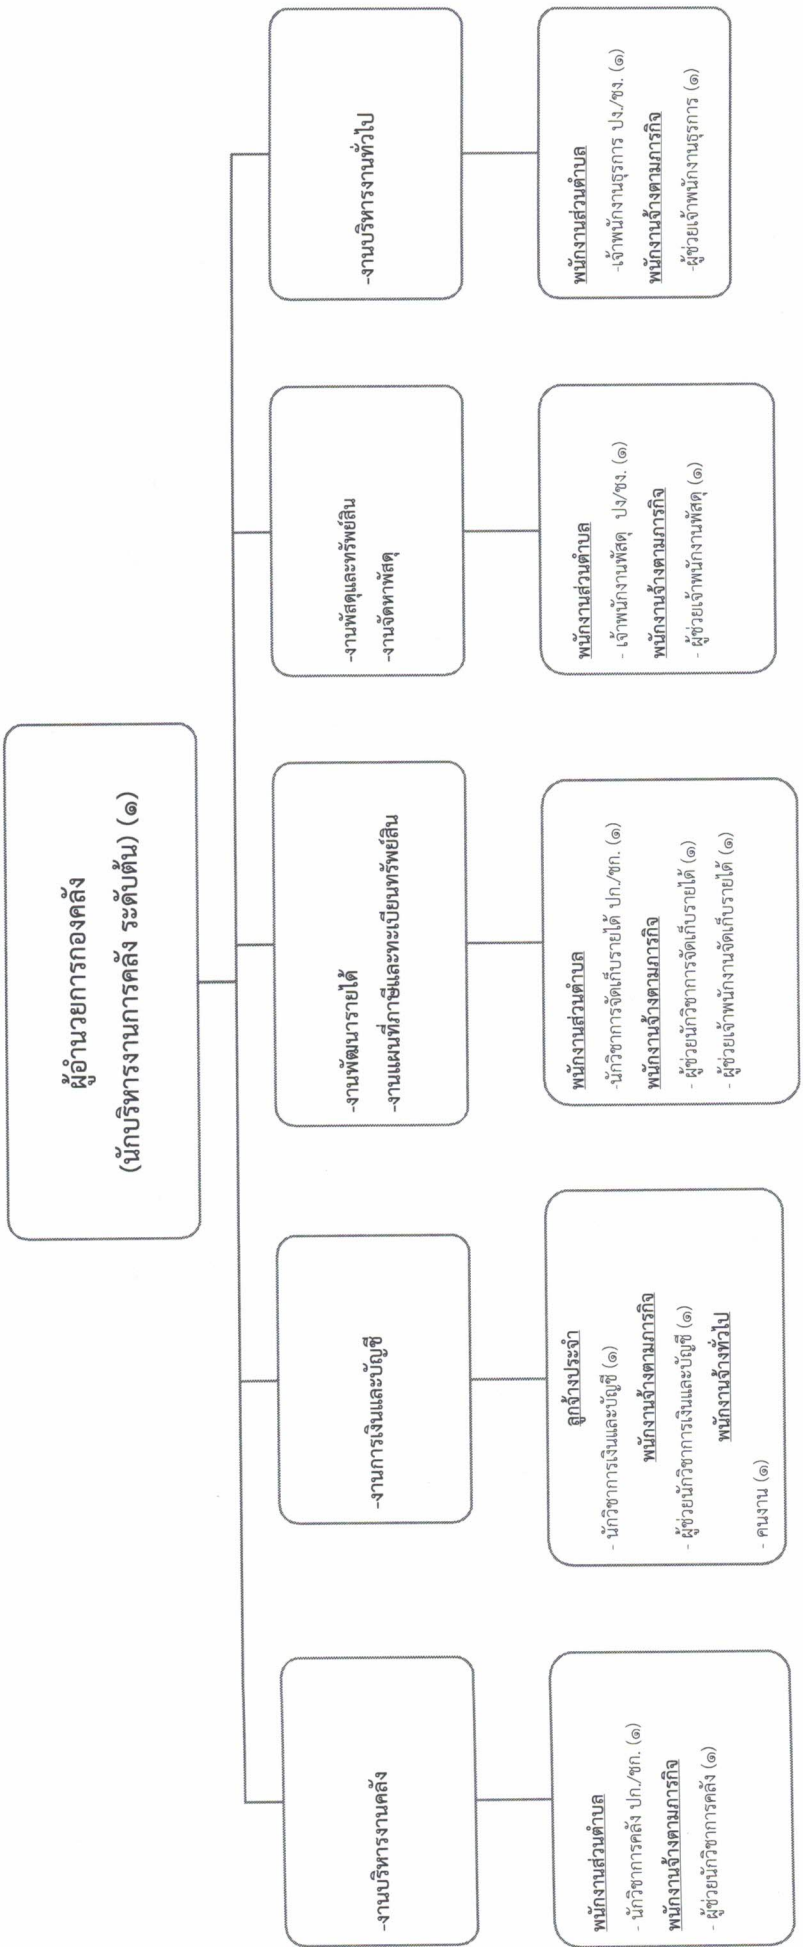 ผู้อำนวยการกองคลัง
(นักบริหารงานการคลัง ระดับต้น) (๑)
-งานบริหารงานคลัง
-งานการเงินและบัญชี
-งานพัฒนารายได้
-งานแผนที่ภาษีและทะเบียนทรัพย์สิน
-งานพัสดุและทรัพย์สิน
-งานจัดหาพัสดุ
-งานบริหารงานทั่วไป
พนักงานส่วนตำบล
- นักวิชาการคลัง ปก./ชก. (๑)
พนักงานจ้างตามภารกิจ
- ผู้ช่วยนักวิชาการคลัง (๑)
ลูกจ้างประจำ
- นักวิชาการเงินและบัญชี (๑)
พนักงานจ้างตามภารกิจ
- ผู้ช่วยนักวิชาการเงินและบัญชี (๑)
พนักงานจ้างทั่วไป
- คนงาน (๑)
พนักงานส่วนตำบล
-นักวิชาการจัดเก็บรายได้ ปก./ชก. (๑)
พนักงานจ้างตามภารกิจ
- ผู้ช่วยนักวิชาการจัดเก็บรายได้ (๑)
- ผู้ช่วยเจ้าพนักงานจัดเก็บรายได้ (๑)
พนักงานส่วนตำบล
- เจ้าพนักงานพัสดุ ปง/ชง. (๑)
พนักงานจ้างตามภารกิจ
- ผู้ช่วยเจ้าพนักงานพัสดุ (๑)
พนักงานส่วนตำบล
-เจ้าพนักงานธุรการ ปง./ชง. (๑)
พนักงานจ้างตามภารกิจ
-ผู้ช่วยเจ้าพนักงานธุรการ (๑)